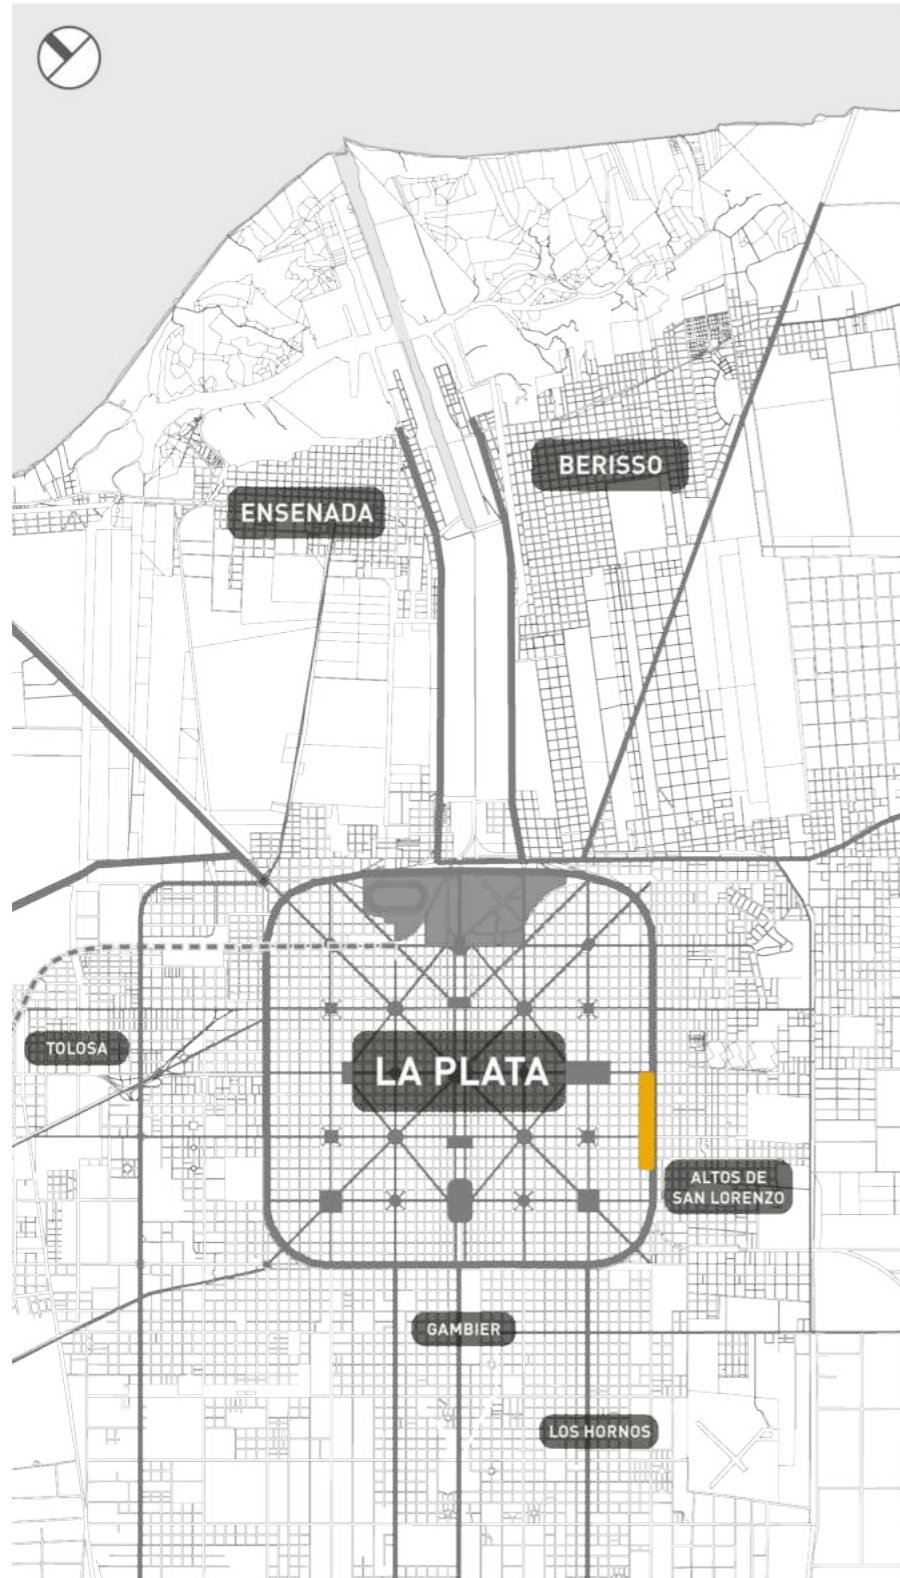 BERISSO
ENSENADA
TOLOSA
LA PLATA
ALTOS DE
SAN LORENZO
GAMBIER
LOS HORNOS